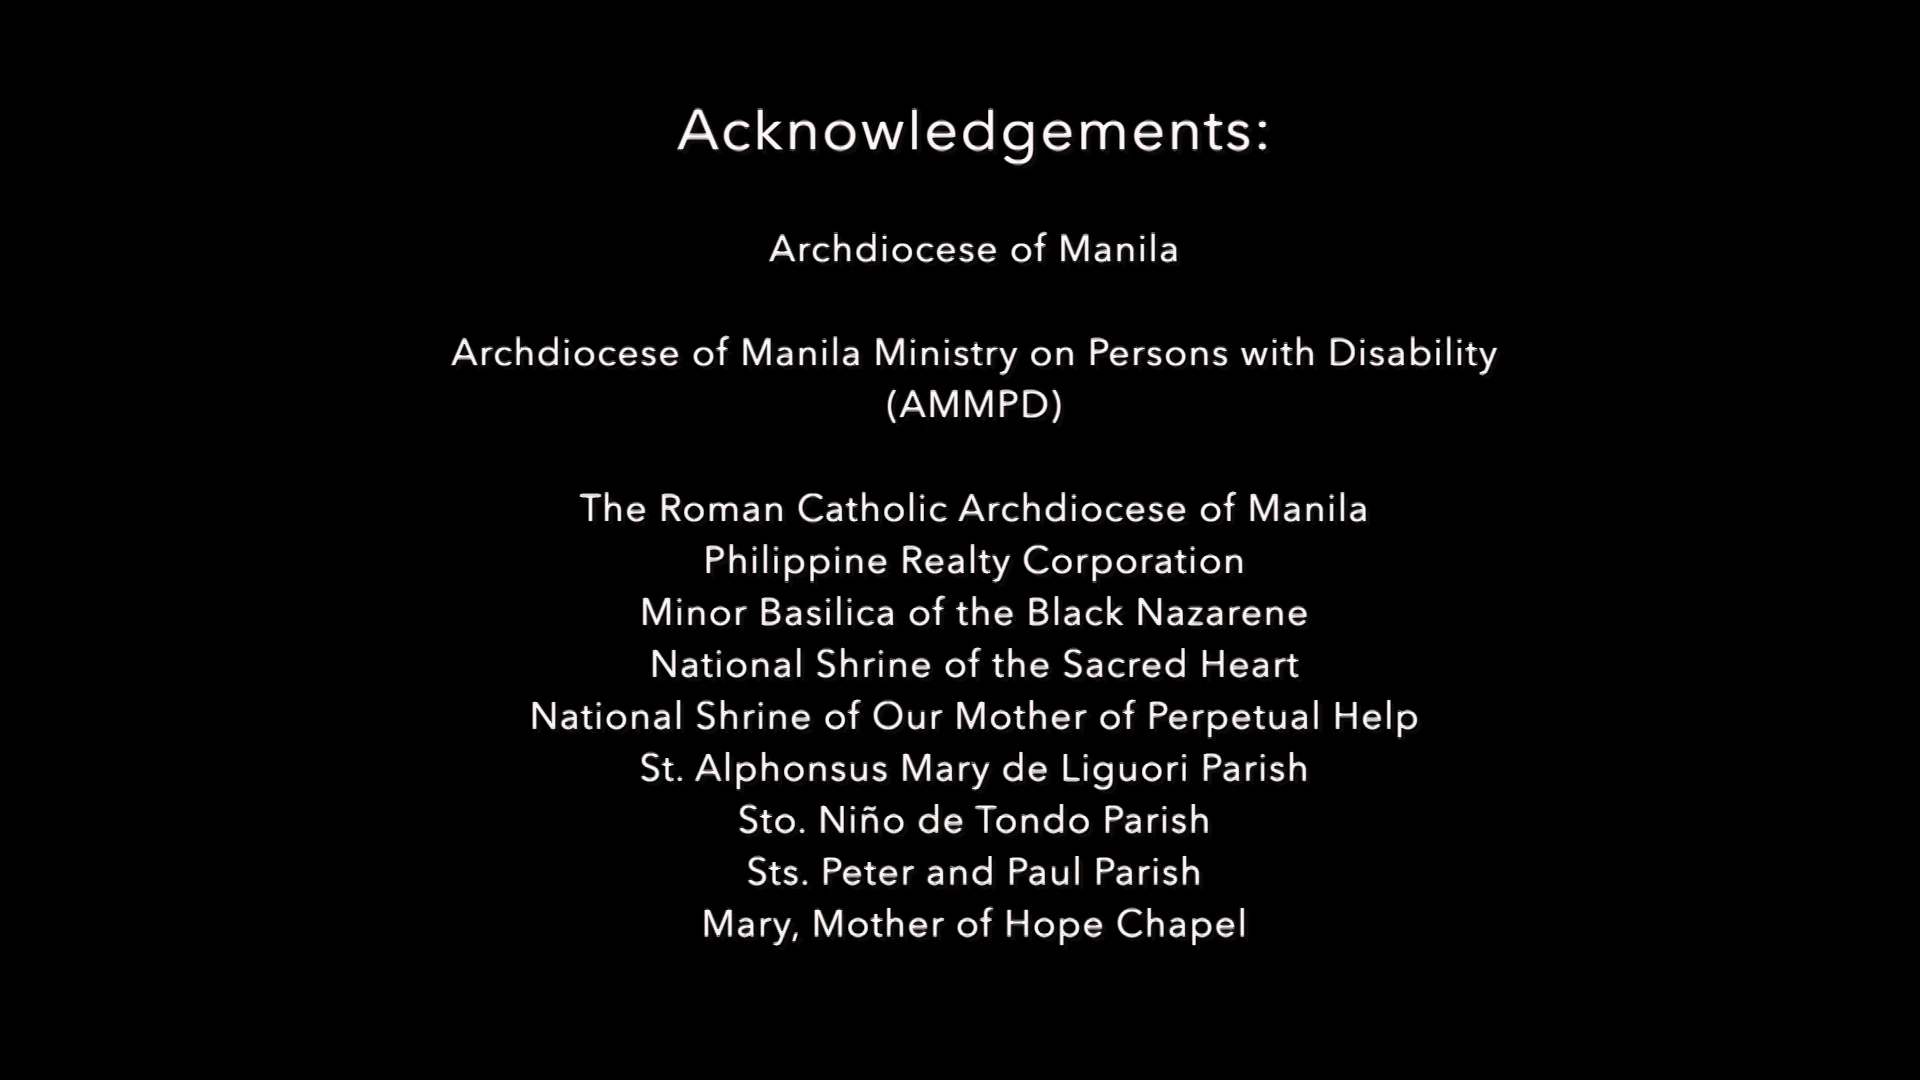 Acknowledgements:
Archdiocese of Manila
Archdiocese of Manila Ministry on Persons with Disability
(AMMPD)
The Roman Catholic Archdiocese of Manila
Philippine Realty Corporation
Minor Basilica of the Black Nazarene
National Shrine of the Sacred Heart
National Shrine of Our Mother of Perpetual Help
St. Alphonsus Mary de Liguori Parish
Sto. Niño de Tondo Parish
Sts. Peter and Paul Parish
Mary, Mother of Hope Chapel